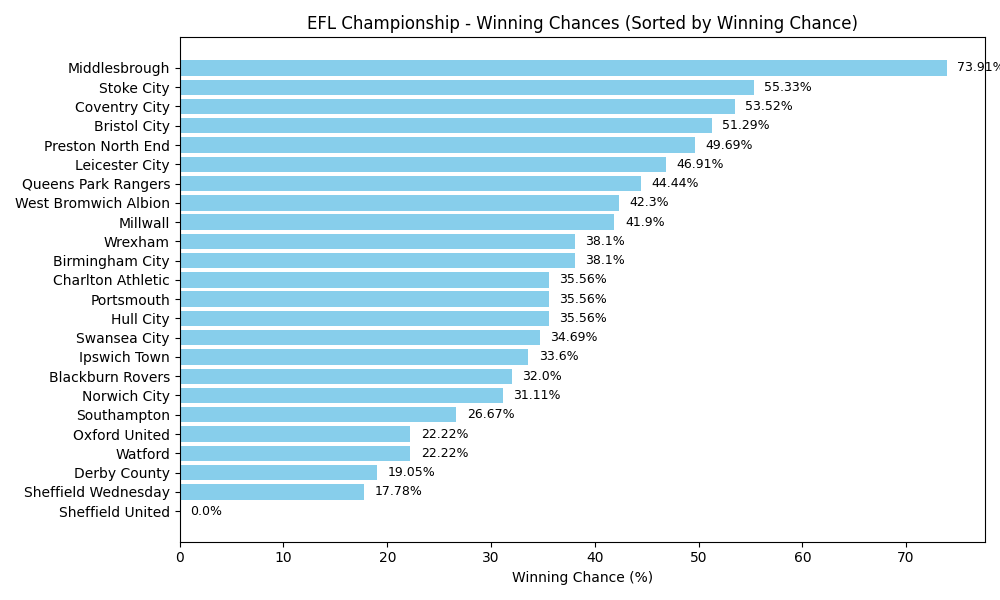 EFL Championship - Winning Chances (Sorted by Winning Chance)
Middlesbrough 73.91%
Stoke City 55.33%
Coventry City 53.52%
Bristol City 51.29%
Preston North End 49.69%
Leicester City 46.91%
Queens Park Rangers 44.44%
West Bromwich Albion 42.3%
Millwall 41.9%
Wrexham 38.1%
Birmingham City 38.1%
Charlton Athletic 35.56%
Portsmouth 35.56%
Hull City 35.56%
Swansea City 34.69%
Ipswich Town 33.6%
Blackburn Rovers 32.0%
Norwich City 31.11%
Southampton 26.67%
Oxford United 22.22%
Watford 22.22%
Derby County 19.05%
Sheffield Wednesday 17.78%
Sheffield United 0.0%
0 10 20 30 40 50 60 70
Winning Chance (%)